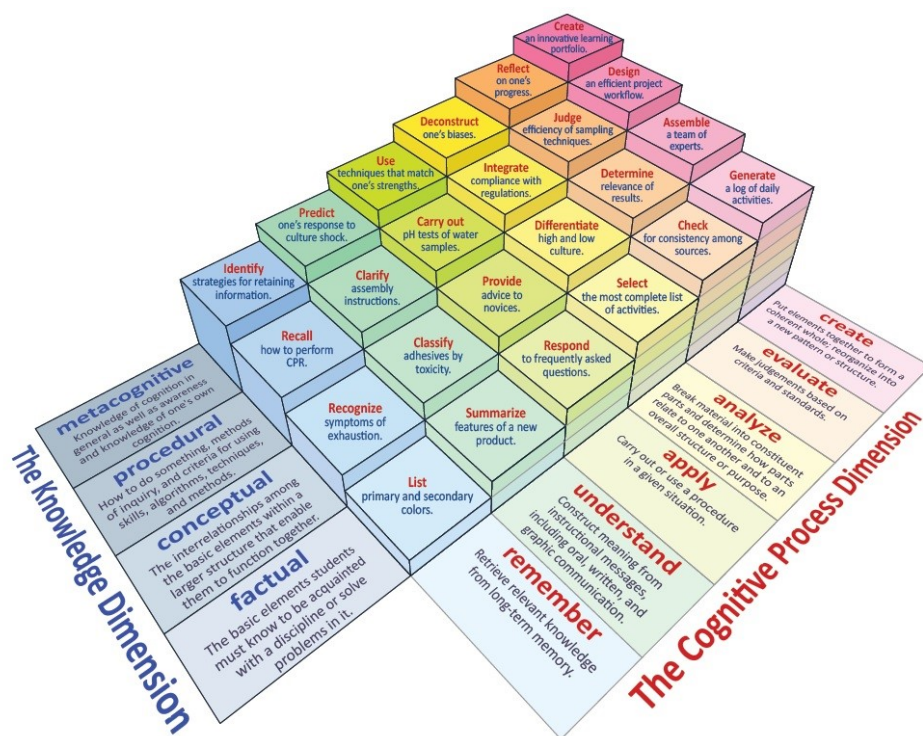 Create
an innovative learning
portfolio.
Reflect
on one's
progress.
Design
an efficient project
workflow.
Deconstruct
one's biases.
Judge
efficiency of sampling
techniques.
Assemble
a team of
experts.
Use
techniques that match
one's strengths.
Integrate
compliance with
regulations.
Determine
relevance of
results.
Generate
a log of daily
activities.
Predict
one's response to
culture shock.
Carry out
pH tests of water
samples.
Differentiate
high and low
culture.
Check
for consistency among
sources.
Identify
strategies for retaining
information.
Clarify
assembly
instructions.
Provide
advice to
novices.
Select
the most complete list
of activities.
Recall
how to perform
CPR.
Classify
adhesives by
toxicity.
Respond
to frequently asked
questions.
Recognize
symptoms of
exhaustion.
Summarize
features of a new
product.
List
primary and secondary
colors.
The Knowledge Dimension
metacognitive
Knowledge of cognition in
general as well as awareness
and knowledge of one's own
cognition.
procedural
How to do something, methods
of inquiry, and criteria for using
skills, algorithms, techniques,
and methods.
conceptual
The interrelationships among
the basic elements within a
larger structure that enable
them to function together.
factual
The basic elements students
must know to be acquainted
with a discipline or solve
problems in it.
The Cognitive Process Dimension
remember
Retrieve relevant knowledge
from long-term memory.
understand
Construct meaning from
instructional messages,
including oral, written, and
graphic communication.
apply
Carry out or use a procedure
in a given situation.
analyze
Break material into constituent
parts and determine how parts
relate to one another and to an
overall structure or purpose.
evaluate
Make judgements based on
criteria and standards.
create
Put elements together to form a
coherent whole; reorganize into
a new pattern or structure.